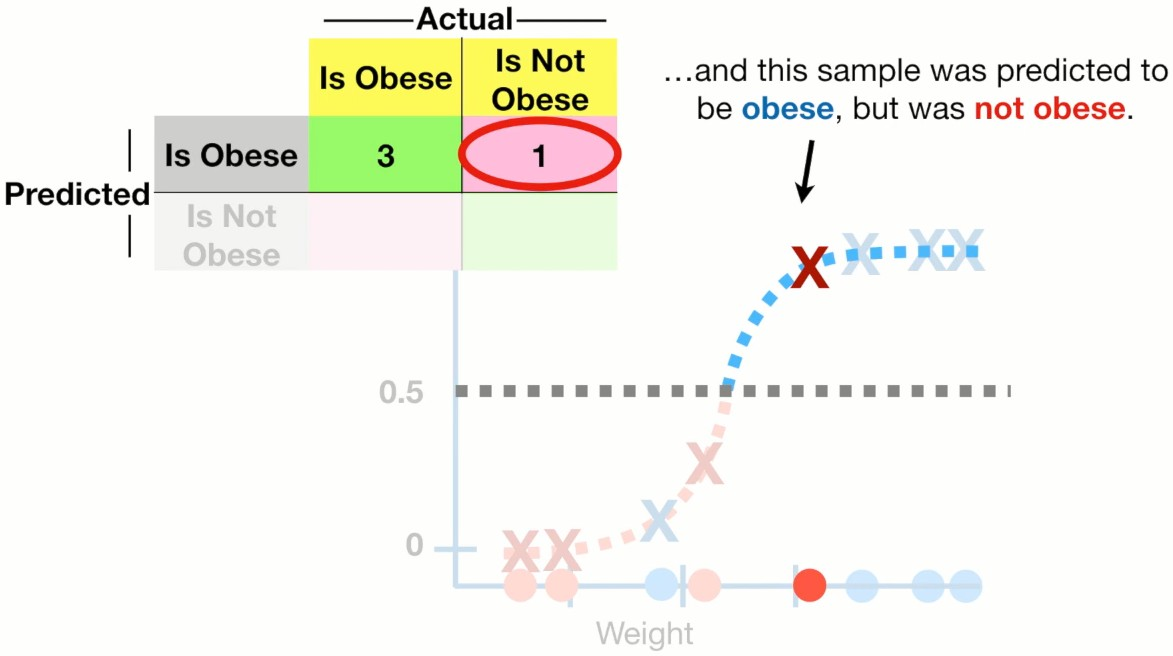 Actual
Is Obese
Is Not
Obese
…and this sample was predicted to
be obese, but was not obese.
Predicted
Is Obese
3
1
Is Not
Obese
X
X
X
X
X
0.5
X
X
X
0
Weight